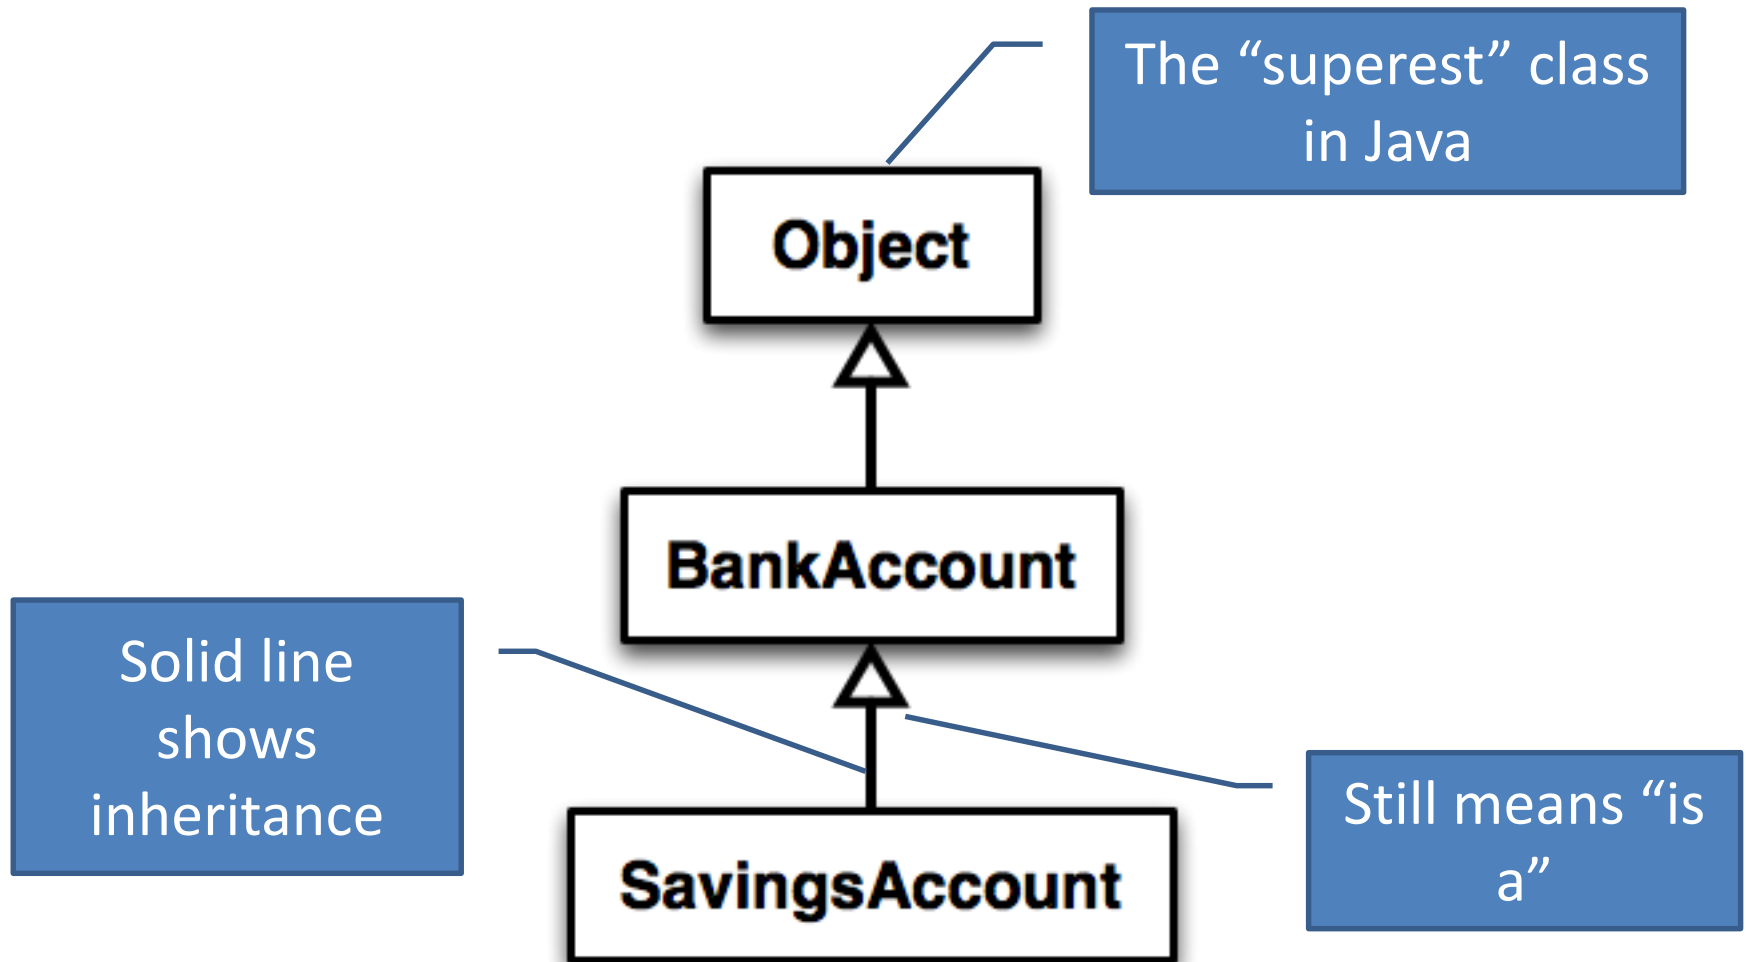 The “superest” class
in Java
Object
BankAccount
Solid line
shows
inheritance
Still means “is
a”
SavingsAccount